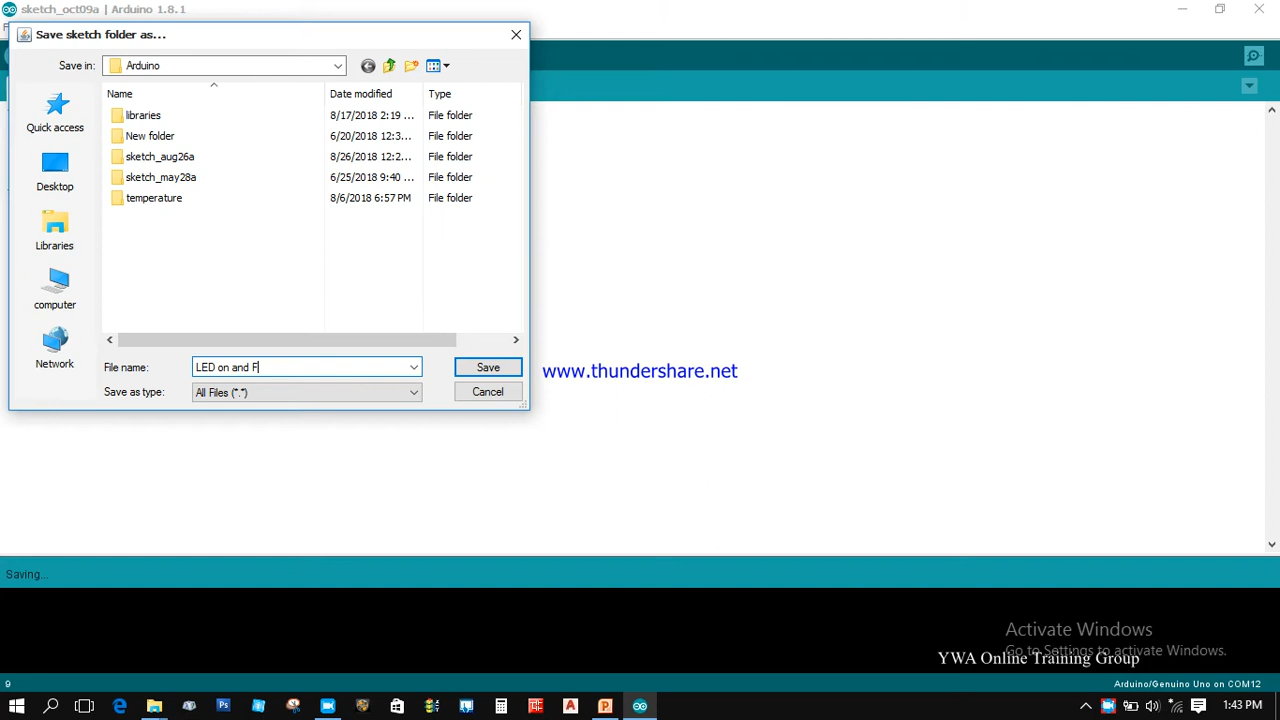 sketch_oct09a | Arduino 1.8.1
Save sketch folder as...
Save in:
Arduino
Name
Date modified
Type
libraries
8/17/2018 2:19 ...
File folder
New folder
6/20/2018 12:3...
File folder
sketch_aug26a
8/26/2018 12:2...
File folder
sketch_may28a
6/25/2018 9:40 ...
File folder
temperature
8/6/2018 6:57 PM
File folder
Quick access
Desktop
Libraries
computer
Network
File name:
LED on and F
Save
Save as type:
All Files (*.*)
Cancel
www.thundershare.net
Saving...
Activate Windows
Go to Settings to activate Windows.
YWA Online Training Group
9
Arduino/Genuino Uno on COM12
1:43 PM